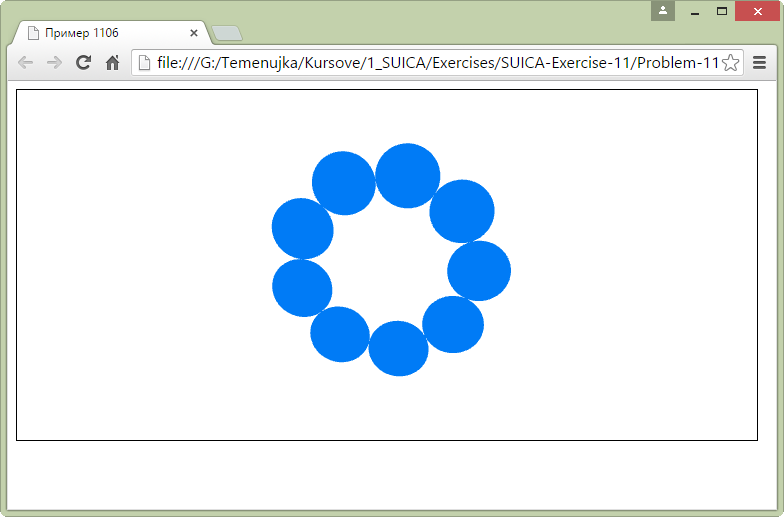 Пример 1106
file:///G:/Temenujka/Kursove/1_SUICA/Exercises/SUICA-Exercise-11/Problem-11